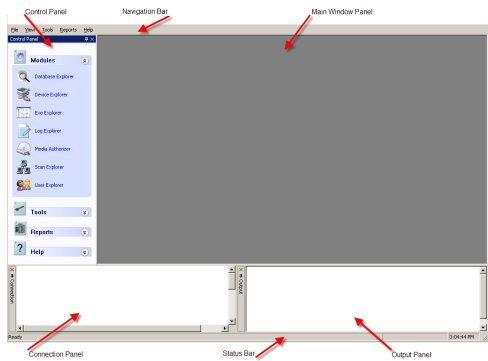 Control Panel Navigation Bar Main Window Panel
File View Tools Reports Help
Control Panel
Modules
Database Explorer
Device Explorer
Exe Explorer
Log Explorer
Media Authorizer
Scan Explorer
User Explorer
Tools
Reports
Help
Connection
Output
Ready 3:04:44 PM
Connection Panel Status Bar Output Panel